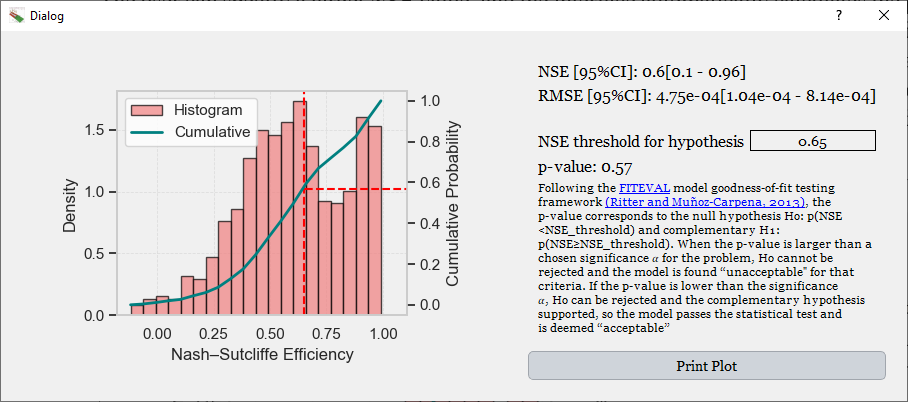 Dialog
?
NSE [95%CI]: 0.6[0.1 - 0.96]
RMSE [95%CI]: 4.75e-04[1.04e-04 - 8.14e-04]
NSE threshold for hypothesis 0.65
p-value: 0.57
Following the FITEVAL model goodness-of-fit testing
framework (Ritter and Muñoz-Carpena, 2013), the
p-value corresponds to the null hypothesis H0: p(NSE
<NSE_threshold) and complementary H1:
p(NSE≥NSE_threshold). When the p-value is larger than a
chosen significance α for the problem, H0 cannot be
rejected and the model is found “unacceptable" for that
criteria. If the p-value is lower than the significance
α, H0 can be rejected and the complementary hypothesis
supported, so the model passes the statistical test and
is deemed “acceptable”
Print Plot
Histogram
Cumulative
Density
1.5
1.0
0.5
0.0
0.00 0.25 0.50 0.75 1.00
Nash–Sutcliffe Efficiency
1.0
0.8
0.6
0.4
0.2
0.0
Cumulative Probability